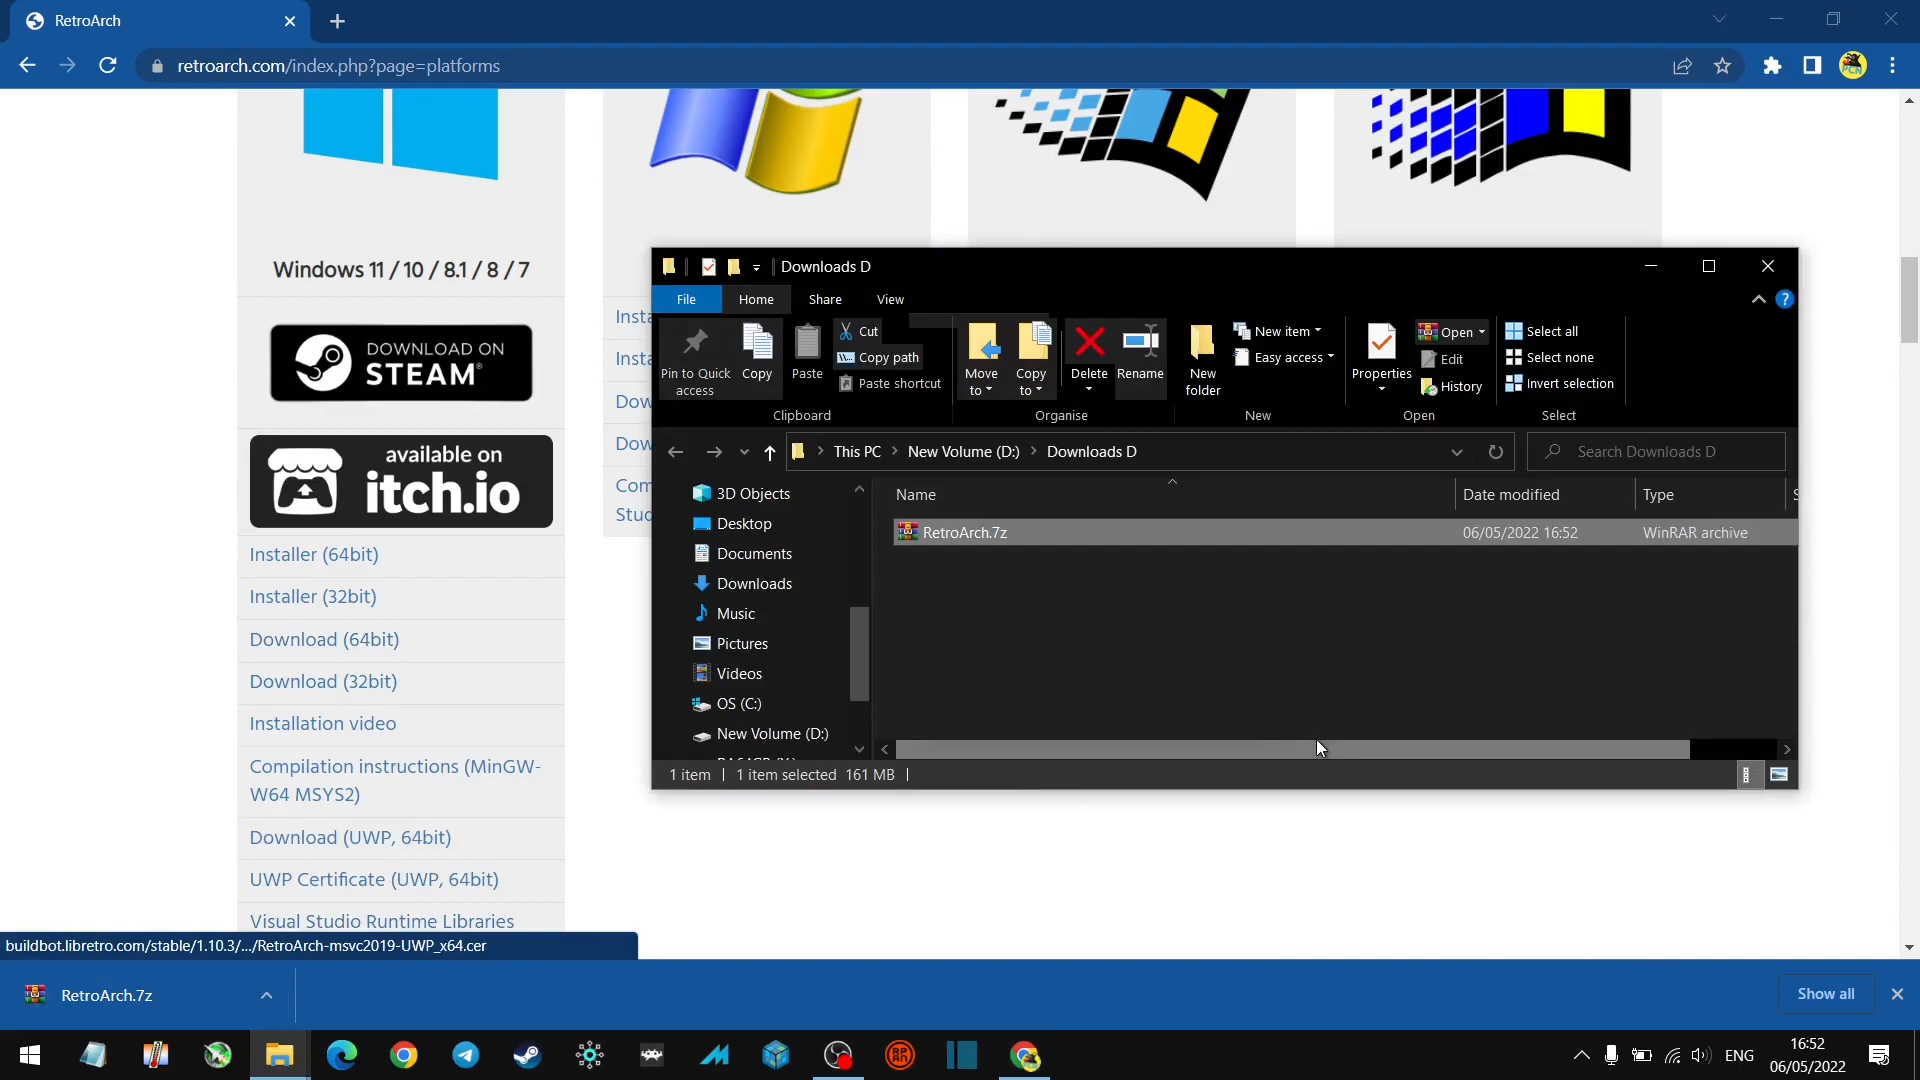 RetroArch
retroarch.com/index.php?page=platforms
PCN
Windows 11 / 10 / 8.1 / 8 / 7
DOWNLOAD ON
STEAM
available on
itch.io
Installer (64bit)
Installer (32bit)
Download (64bit)
Download (32bit)
Installation video
Compilation instructions (MinGW-
W64 MSYS2)
Download (UWP, 64bit)
UWP Certificate (UWP, 64bit)
Visual Studio Runtime Libraries
Insta
Insta
Dow
Dow
Com
Stud
Downloads D
File Home Share View
Pin to Quick
access
Copy
Paste
Cut
Copy path
Paste shortcut
Clipboard
Move
to
Copy
to
Delete
Rename
Organise
New
folder
New item
Easy access
New
Properties
Open
Edit
History
Open
Select all
Select none
Invert selection
Select
This PC New Volume (D:) Downloads D
Search Downloads D
3D Objects
Desktop
Documents
Downloads
Music
Pictures
Videos
OS (C:)
New Volume (D:)
Name Date modified Type
RetroArch.7z 06/05/2022 16:52 WinRAR archive
1 item 1 item selected 161 MB
buildbot.libretro.com/stable/1.10.3/.../RetroArch-msvc2019-UWP_x64.cer
RetroArch.7z
Show all
ENG
16:52
06/05/2022